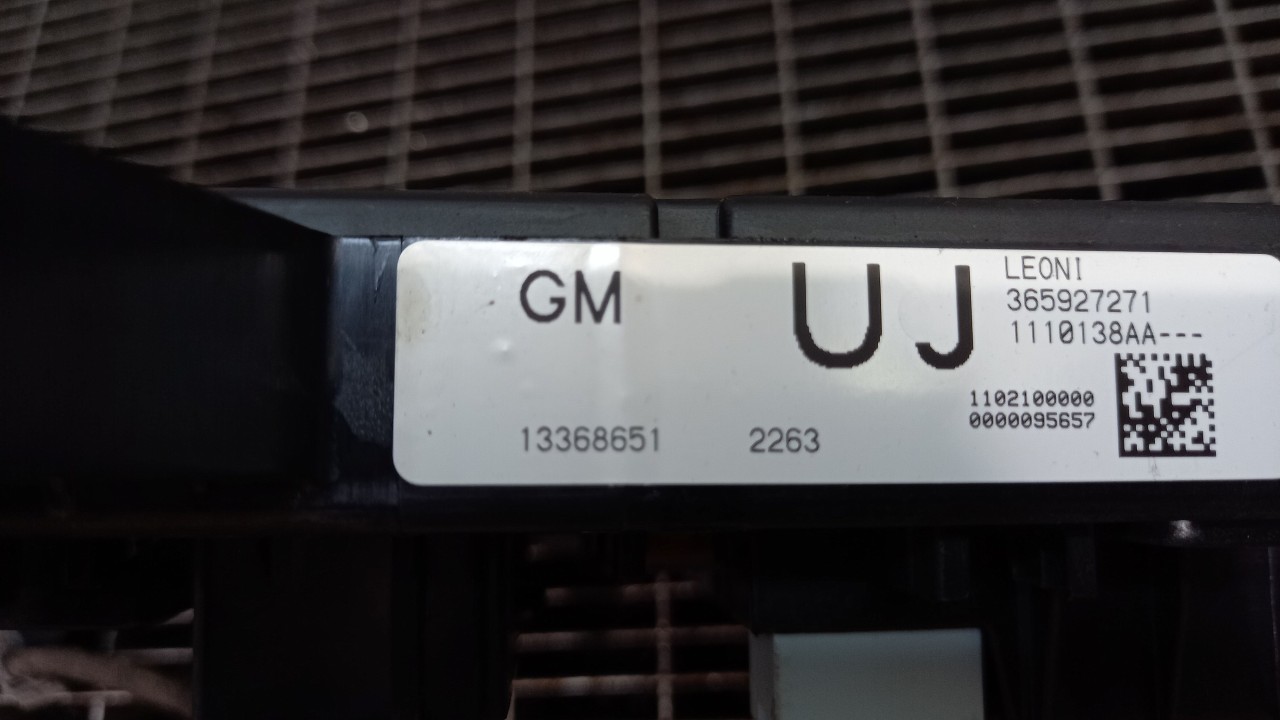 GM
UJ
LEONI
365927271
1110138AA---
1102100000
0000095657
13368651
2263